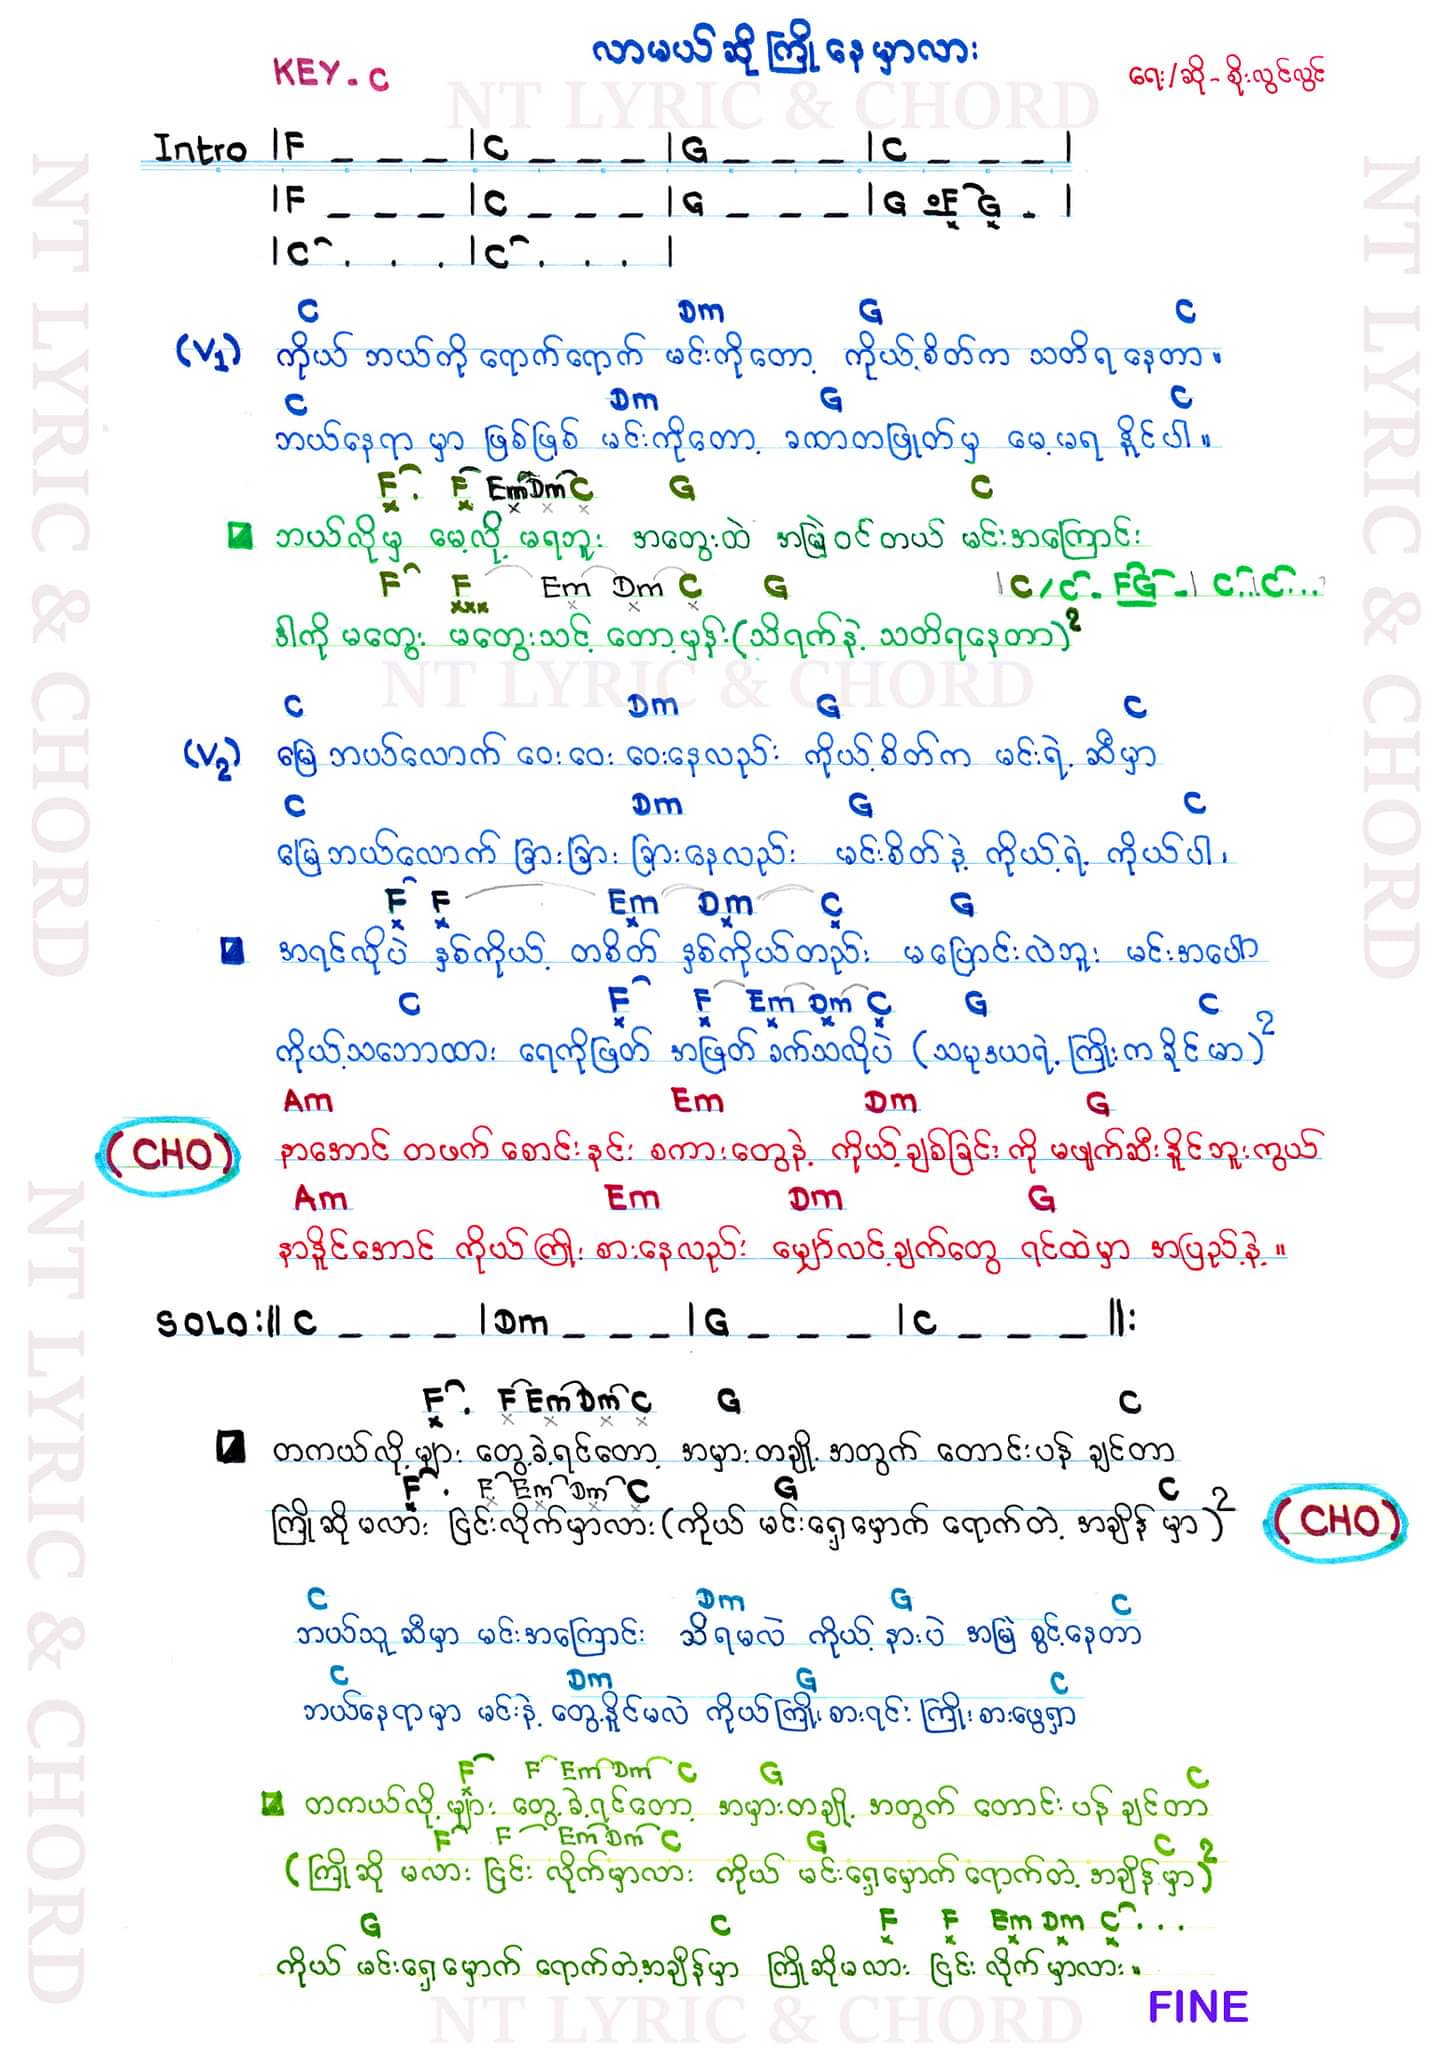 လာမယ်ဆို ကြိုနေမှာလား
KEY - C
ရေး/ဆို - စိုးလွင်လွင်
NT LYRIC & CHORD
Intro |F _ _ _ |C _ _ _ |G _ _ _ |C _ _ _ |
|F _ _ _ |C _ _ _ |G _ _ _ |G F G . |
|C . . . |C . . . |
C Dm G C
(V1) ကိုယ် ဘယ်ကို ရောက်ရောက် မင်းကိုတော့ ကိုယ့်စိတ်က သတိရ နေတာ။
C Dm G C
ဘယ်နေရာ မှာ ဖြစ်ဖြစ် မင်းကိုတော့ ခဏတဖြုတ်မှ မေ့မရ နိုင်ပါ။
F . F Em Dm C G C
ဘယ်လိုမှ မေ့လို့ မရဘူး အတွေးထဲ အမြဲဝင်တယ် မင်းအကြောင်း
F F Em Dm C G |C / C - FG - | C . . |C . . .
ဒါကို မတွေး မတွေးသင့် တော့မှန်း (သိရက်နဲ့ သတိရနေတာ)2
NT LYRIC & CHORD
C Dm G C
(V2) မြေဘယ်လောက် ဝေးဝေး ဝေးနေလည်း ကိုယ့်စိတ်က မင်းရဲ့ ဆီမှာ
C Dm G C
မြေဘယ်လောက် ခြားခြား ခြားနေလည်း မင်းစိတ်နဲ့ ကိုယ့်ရဲ့ ကိုယ်ပါ၊
F F Em Dm C G
အရင်လိုပဲ နှစ်ကိုယ့် တစိတ် နှစ်ကိုယ်တည်း မပြောင်းလဲဘူး မင်းအပေါ်
C F F Em Dm C G C
ကိုယ့်သဘောထား ရေကိုဖြတ် အဖြတ်ခက်သလိုပဲ (သမုဒယရဲ့ ကြိုးကခိုင်မာ)2
Am Em Dm G
(CHO) နာအောင် တဖက် စောင်းနင်း စကားတွေနဲ့ ကိုယ့်ချစ်ခြင်းကို မဖျက်ဆီးနိုင်ဘူးကွယ်
Am Em Dm G
နာနိုင်အောင် ကိုယ်ကြိုးစားနေလည်း မျှော်လင့်ချက်တွေ ရင်ထဲမှာ အပြည့်နဲ့။
SOLO :|| C _ _ _ |Dm _ _ _ |G _ _ _ |C _ _ _ ||:
F . F Em Dm C G C
တကယ်လို့များ တွေ့ခဲ့ရင်တော့ အမှားတချို့ အတွက် တောင်းပန် ချင်တာ
F . F Em Dm C G C
ကြိုဆိုမလား ငြင်းလိုက်မှာလား (ကိုယ် မင်းရှေ့မှောက် ရောက်တဲ့ အချိန်မှာ)2 (CHO)
C Dm G C
ဘယ်သူ့ဆီမှာ မင်းအကြောင်း သိရမလဲ ကိုယ့်နားပဲ အမြဲ စွင့်နေတာ
C Dm G C
ဘယ်နေရာမှာ မင်းနဲ့ တွေ့နိုင်မလဲ ကိုယ်ကြိုးစားရင်း ကြိုးစားဖွေရှာ
F F Em Dm C G C
တကယ်လို့များ တွေ့ခဲ့ရင်တော့ အမှားတချို့ အတွက် တောင်းပန်ချင်တာ
F F Em Dm C G C
(ကြိုဆို မလား ငြင်း လိုက်မှာလား ကိုယ် မင်းရှေ့မှောက် ရောက်တဲ့ အချိန်မှာ)2
G C F F Em Dm C . . .
ကိုယ် မင်းရှေ့မှောက် ရောက်တဲ့အချိန်မှာ ကြိုဆိုမလား ငြင်းလိုက်မှာလား။
FINE
NT LYRIC & CHORD
NT LYRIC & CHORD
NT LYRIC & CHORD
NT LYRIC & CHORD